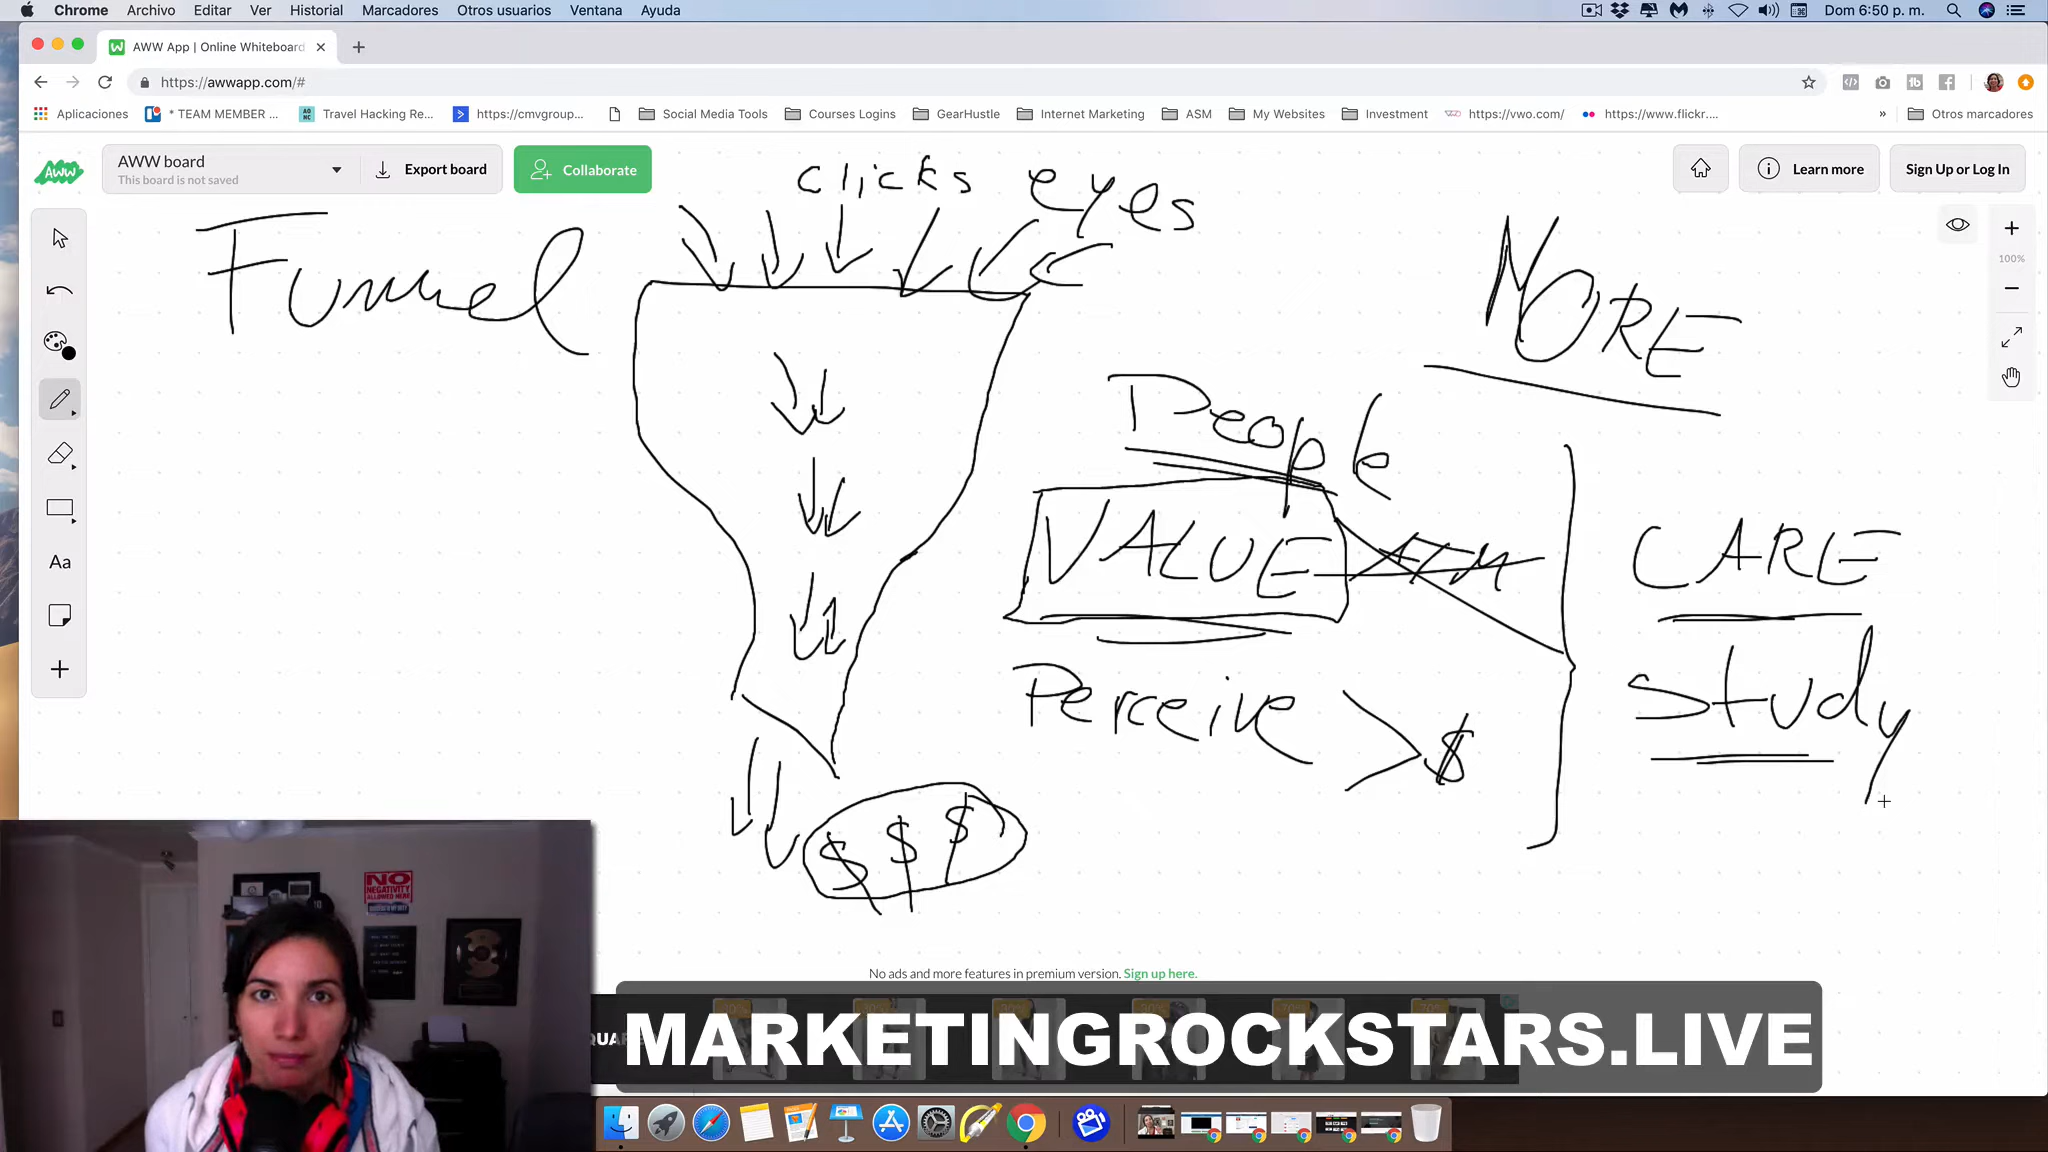 Chrome Archivo Editar Ver Historial Marcadores Otros usuarios Ventana Ayuda Dom 6:50 p. m.
AWW App | Online Whiteboard
https://awwapp.com/#
Aplicaciones * TEAM MEMBER ... Travel Hacking Re... https://cmvgroup... Social Media Tools Courses Logins GearHustle Internet Marketing ASM My Websites Investment https://vwo.com/ https://www.flickr.... » Otros marcadores
AWW
AWW board
This board is not saved
Export board
Collaborate
Learn more
Sign Up or Log In
100%
Aa
clicks eyes
Funnel
MORE
People
VALUE ATM
CARE
Perceive > $
Study
$ $ $
NO
NEGATIVITY
ALLOWED HERE
No ads and more features in premium version. Sign up here.
MARKETINGROCKSTARS.LIVE